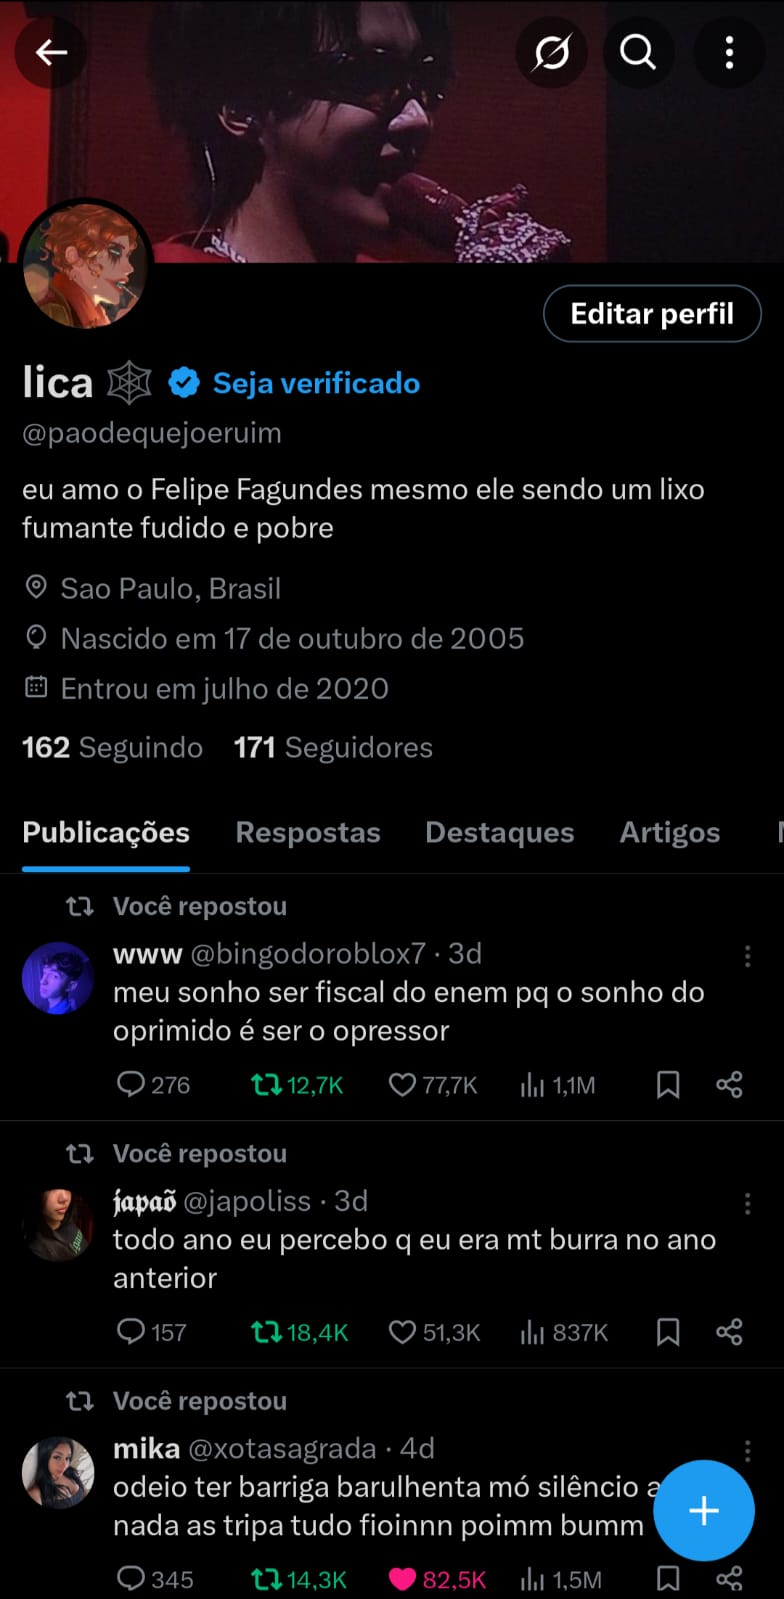 Editar perfil
lica
Seja verificado
@paodequejoeruim
eu amo o Felipe Fagundes mesmo ele sendo um lixo
fumante fudido e pobre
Sao Paulo, Brasil
Nascido em 17 de outubro de 2005
Entrou em julho de 2020
162 Seguindo 171 Seguidores
Publicações Respostas Destaques Artigos
Você repostou
www @bingodoroblox7 · 3d
meu sonho ser fiscal do enem pq o sonho do
oprimido é ser o opressor
276 12,7K 77,7K 1,1M
Você repostou
𝖏𝖆𝖕𝖆õ @japoliss · 3d
todo ano eu percebo q eu era mt burra no ano
anterior
157 18,4K 51,3K 837K
Você repostou
mika @xotasagrada · 4d
odeio ter barriga barulhenta mó silêncio a
nada as tripa tudo fioinnn poimm bumm
345 14,3K 82,5K 1,5M